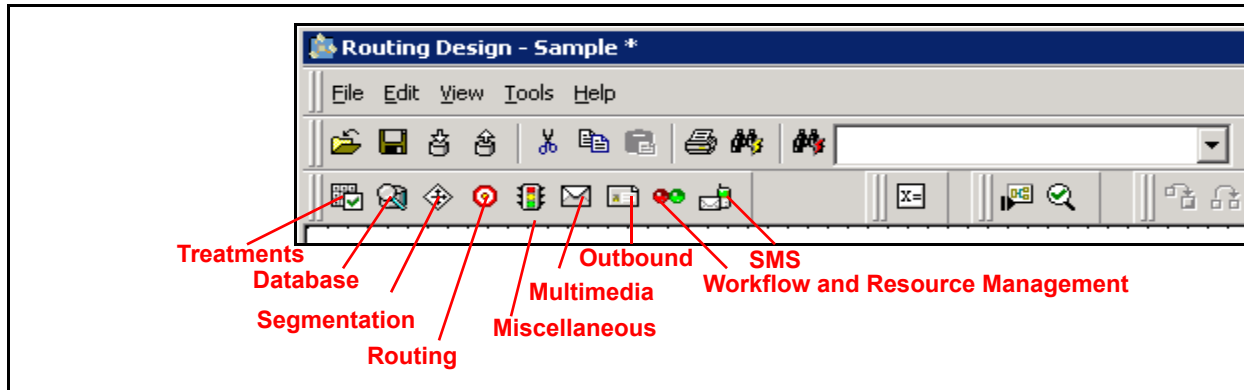 Routing Design - Sample *
File Edit View Tools Help
X=
Treatments
Outbound
SMS
Database
Multimedia
Workflow and Resource Management
Segmentation
Miscellaneous
Routing